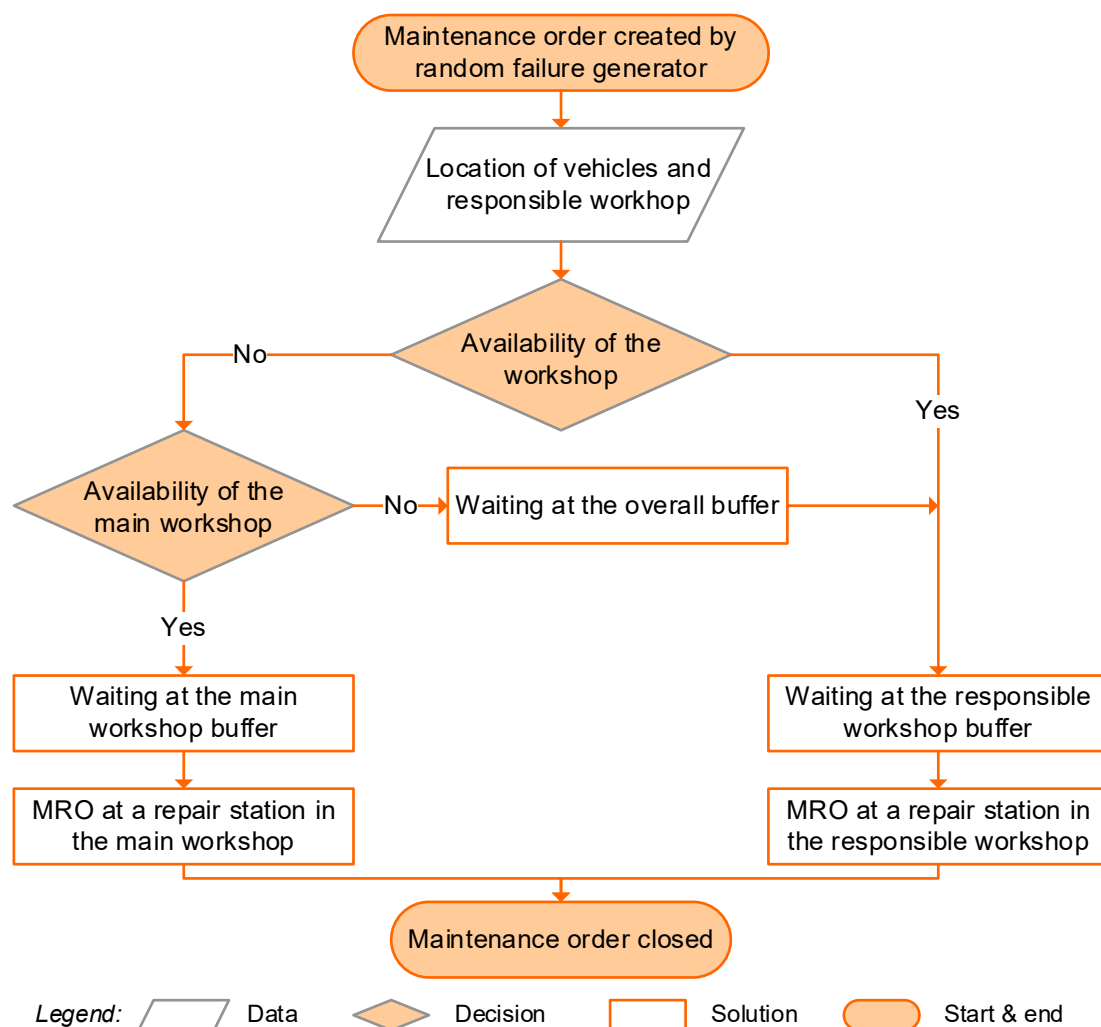 Maintenance order created by
random failure generator
Location of vehicles and
responsible workhop
Availability of the
workshop
No
Yes
Availability of the
main workshop
No
Waiting at the overall buffer
Yes
Waiting at the main
workshop buffer
Waiting at the responsible
workshop buffer
MRO at a repair station in
the main workshop
MRO at a repair station in
the responsible workshop
Maintenance order closed
Legend:
Data
Decision
Solution
Start & end